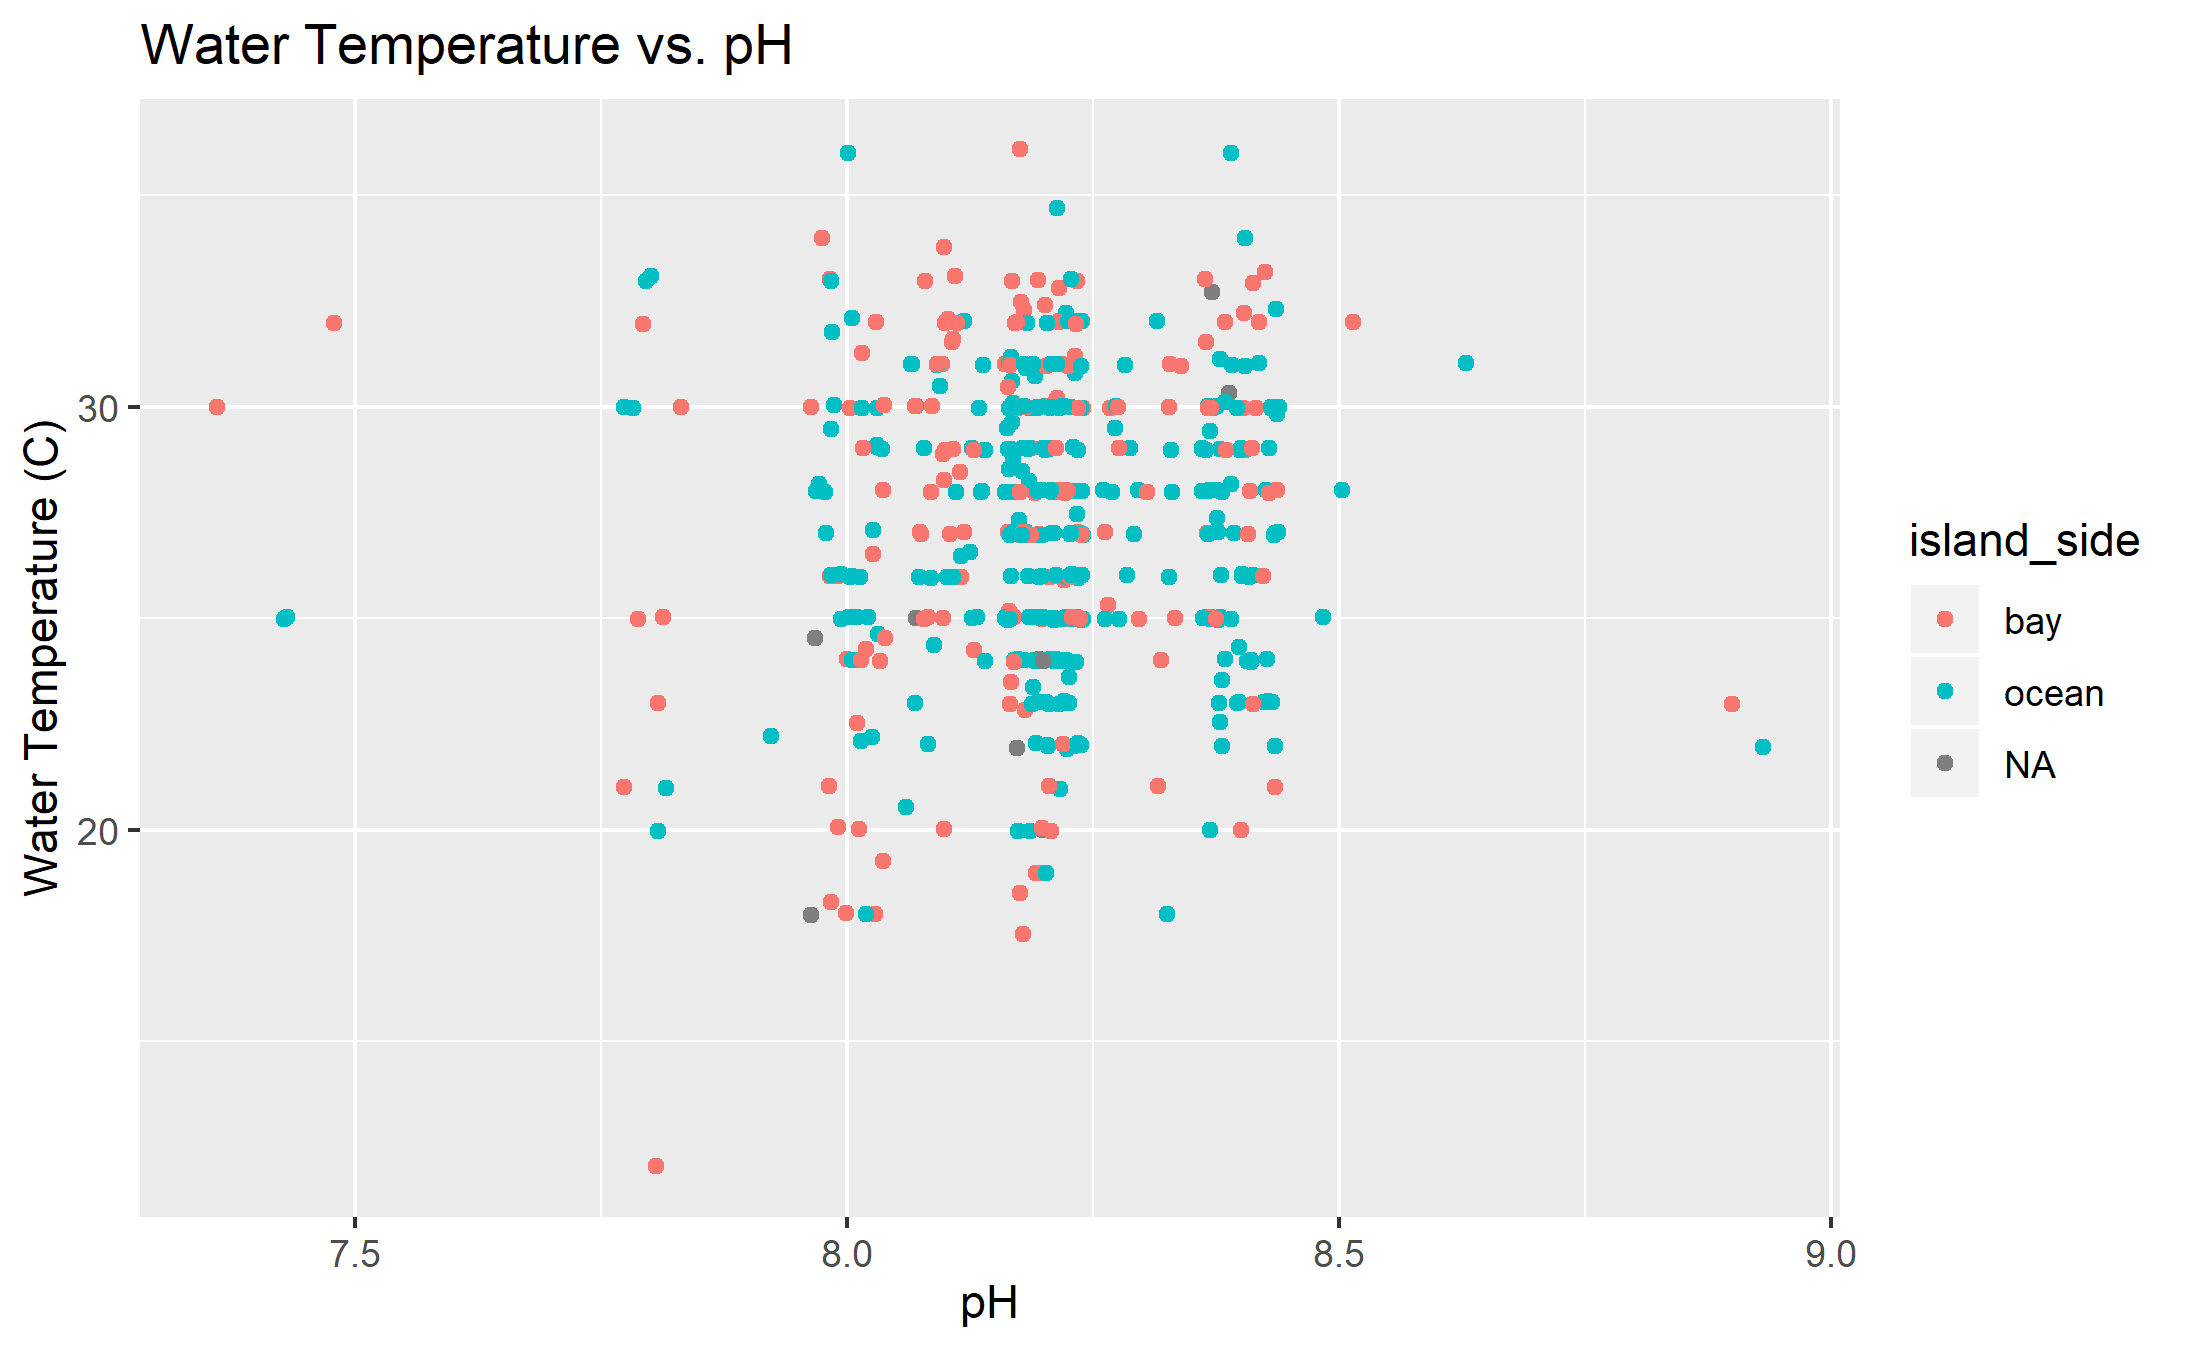 Water Temperature vs. pH
Water Temperature (C)
30
20
7.5
8.0
8.5
9.0
pH
island_side
bay
ocean
NA